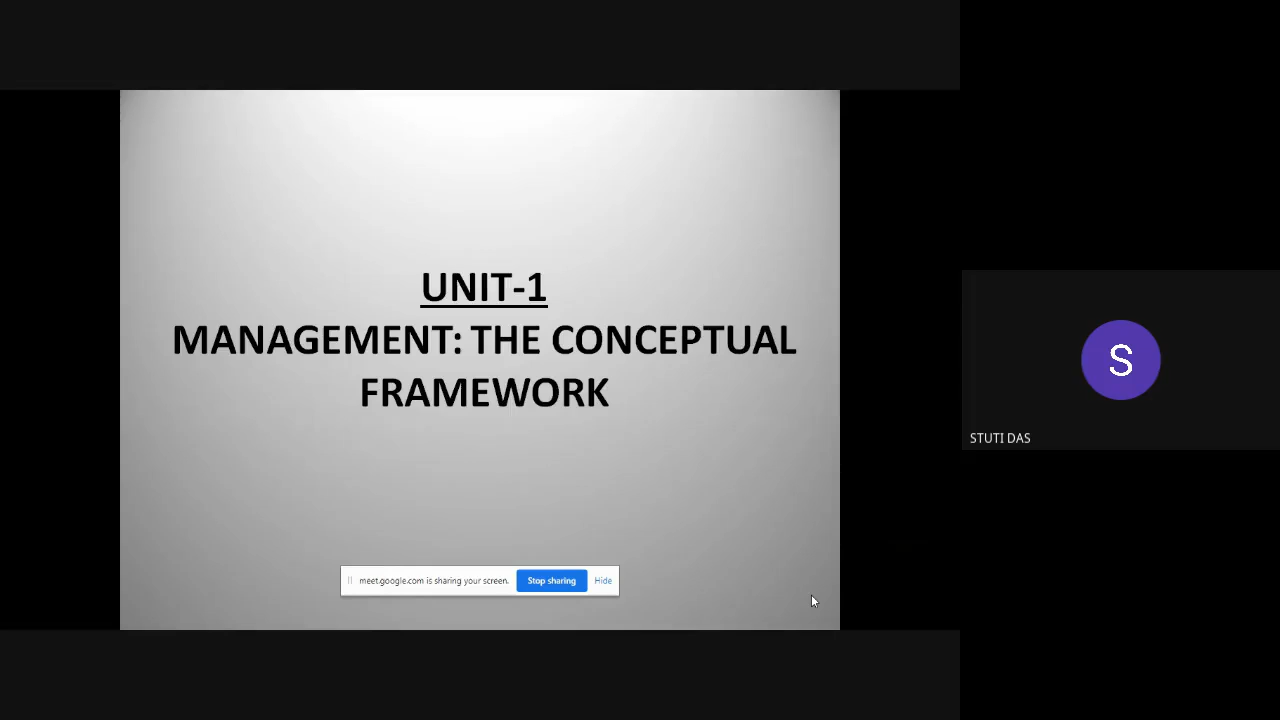 UNIT-1
MANAGEMENT: THE CONCEPTUAL
FRAMEWORK
meet.google.com is sharing your screen. Stop sharing Hide
S
STUTI DAS